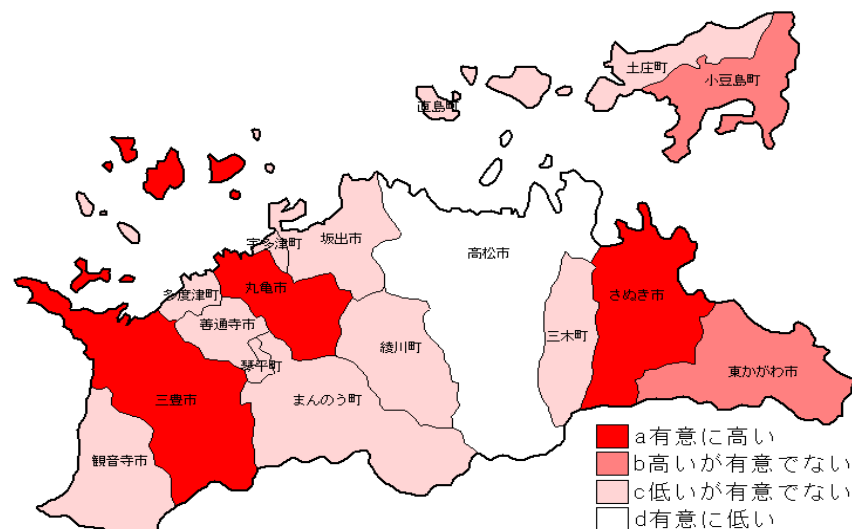 土庄町
小豆島町
直島町
坂出市
宇多津町
高松市
丸亀市
多度津町
さぬき市
善通寺市
三木町
綾川町
琴平町
東かがわ市
三豊市
まんのう町
観音寺市
a有意に高い
b高いが有意でない
c低いが有意でない
d有意に低い